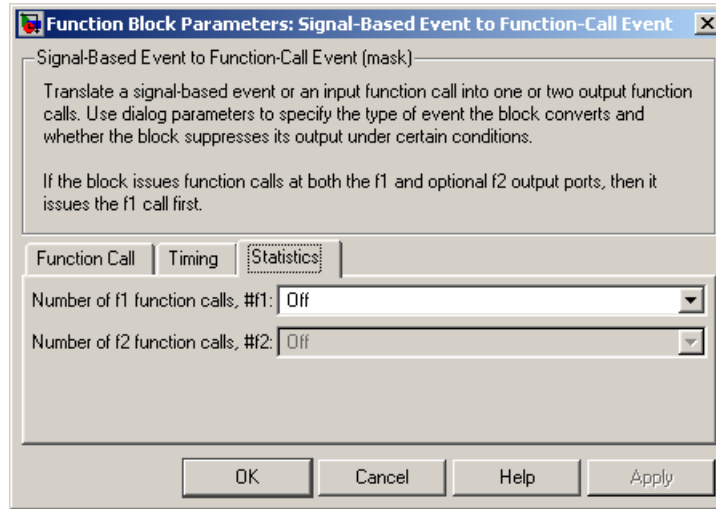 Function Block Parameters: Signal-Based Event to Function-Call Event
Signal-Based Event to Function-Call Event (mask)
Translate a signal-based event or an input function call into one or two output function
calls. Use dialog parameters to specify the type of event the block converts and
whether the block suppresses its output under certain conditions.
If the block issues function calls at both the f1 and optional f2 output ports, then it
issues the f1 call first.
Function Call Timing Statistics
Number of f1 function calls, #f1: Off
Number of f2 function calls, #f2: Off
OK Cancel Help Apply